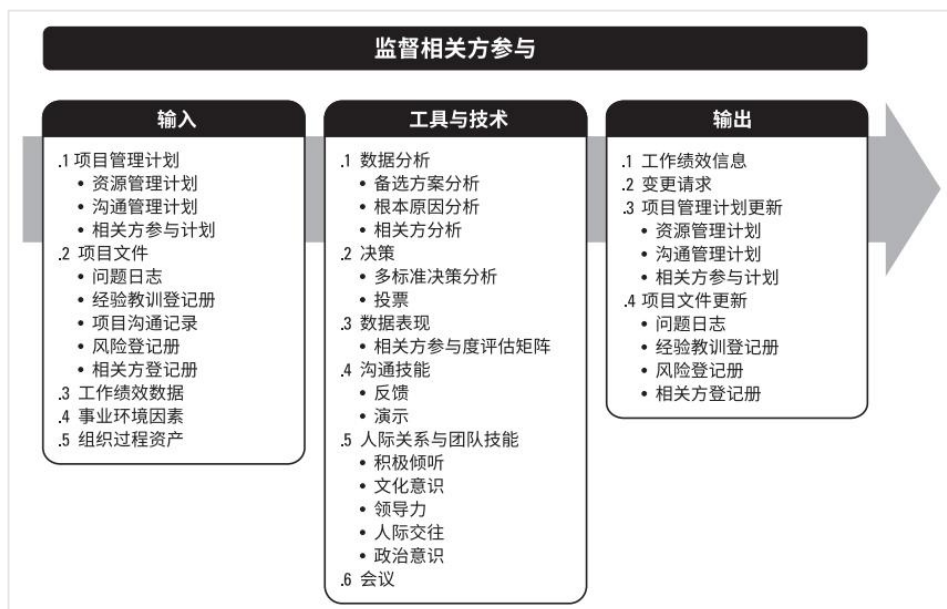 监督相关方参与
输入
.1 项目管理计划
• 资源管理计划
• 沟通管理计划
• 相关方参与计划
.2 项目文件
• 问题日志
• 经验教训登记册
• 项目沟通记录
• 风险登记册
• 相关方登记册
.3 工作绩效数据
.4 事业环境因素
.5 组织过程资产
工具与技术
.1 数据分析
• 备选方案分析
• 根本原因分析
• 相关方分析
.2 决策
• 多标准决策分析
• 投票
.3 数据表现
• 相关方参与度评估矩阵
.4 沟通技能
• 反馈
• 演示
.5 人际关系与团队技能
• 积极倾听
• 文化意识
• 领导力
• 人际交往
• 政治意识
.6 会议
输出
.1 工作绩效信息
.2 变更请求
.3 项目管理计划更新
• 资源管理计划
• 沟通管理计划
• 相关方参与计划
.4 项目文件更新
• 问题日志
• 经验教训登记册
• 风险登记册
• 相关方登记册